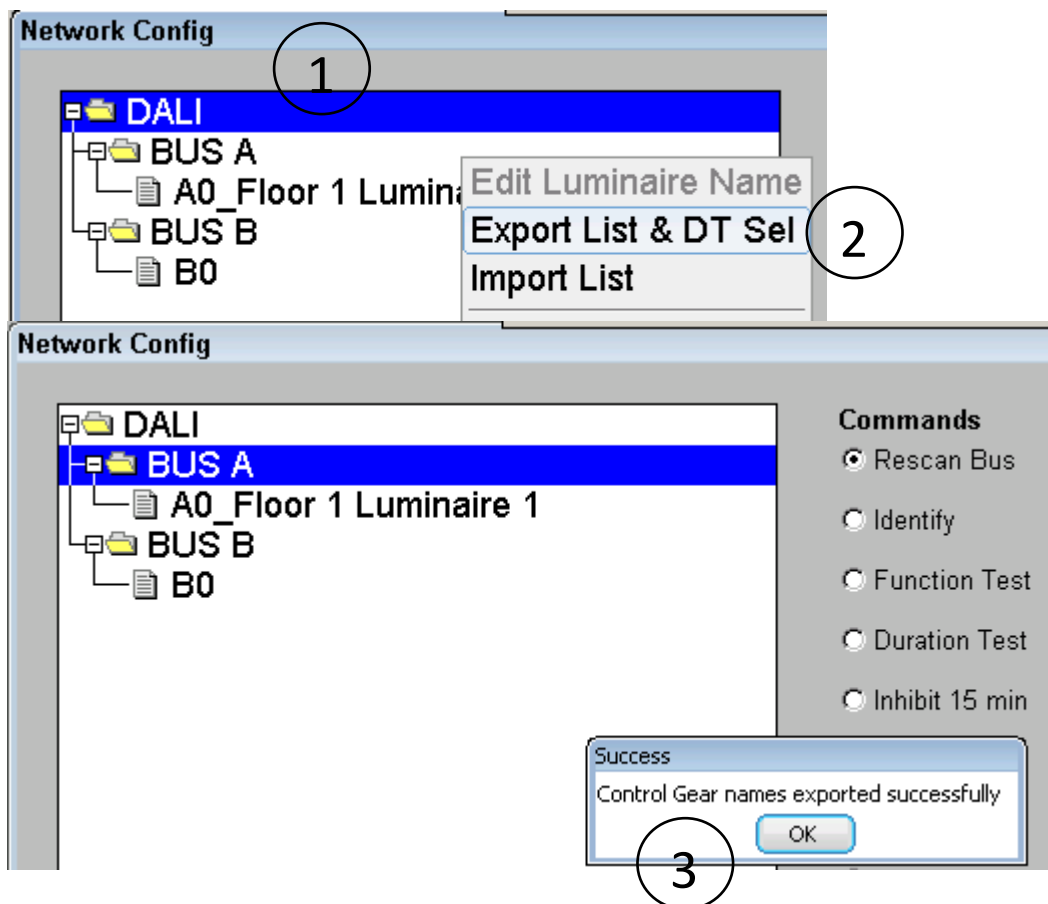 Network Config
1
DALI
BUS A
A0_Floor 1 Lumina
BUS B
B0
Edit Luminaire Name
Export List & DT Sel
Import List
2
Network Config
DALI
BUS A
A0_Floor 1 Luminaire 1
BUS B
B0
Commands
Rescan Bus
Identify
Function Test
Duration Test
Inhibit 15 min
Success
Control Gear names exported successfully
OK
3